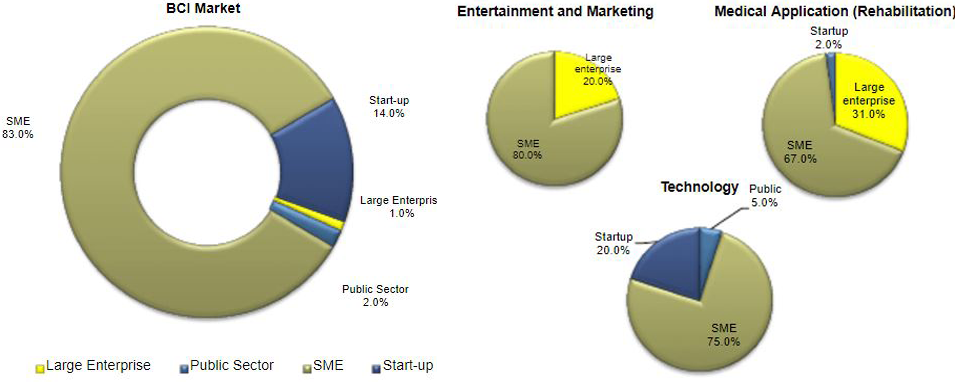 BCI Market
SME
83.0%
Start-up
14.0%
Large Enterpris
1.0%
Public Sector
2.0%
Entertainment and Marketing
Large
enterprise
20.0%
SME
80.0%
Medical Application (Rehabilitation)
Startup
2.0%
Large
enterprise
31.0%
SME
67.0%
Technology
Public
5.0%
Startup
20.0%
SME
75.0%
Large Enterprise Public Sector SME Start-up